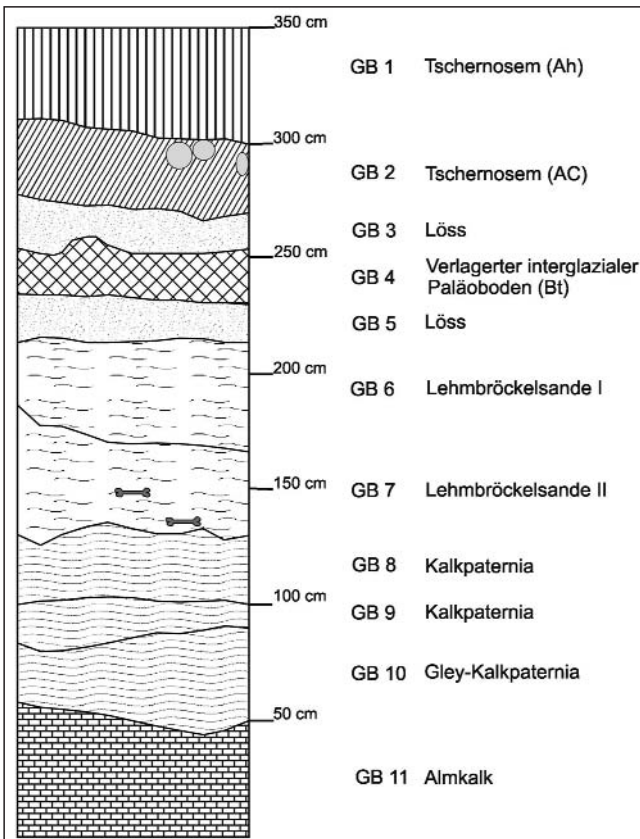 350 cm
GB 1 Tschernosem (Ah)
300 cm
GB 2 Tschernosem (AC)
GB 3 Löss
250 cm
GB 4 Verlagerter interglazialer
Paläoboden (Bt)
GB 5 Löss
200 cm
GB 6 Lehmbröckelsande I
150 cm
GB 7 Lehmbröckelsande II
GB 8 Kalkpaternia
100 cm
GB 9 Kalkpaternia
GB 10 Gley-Kalkpaternia
50 cm
GB 11 Almkalk